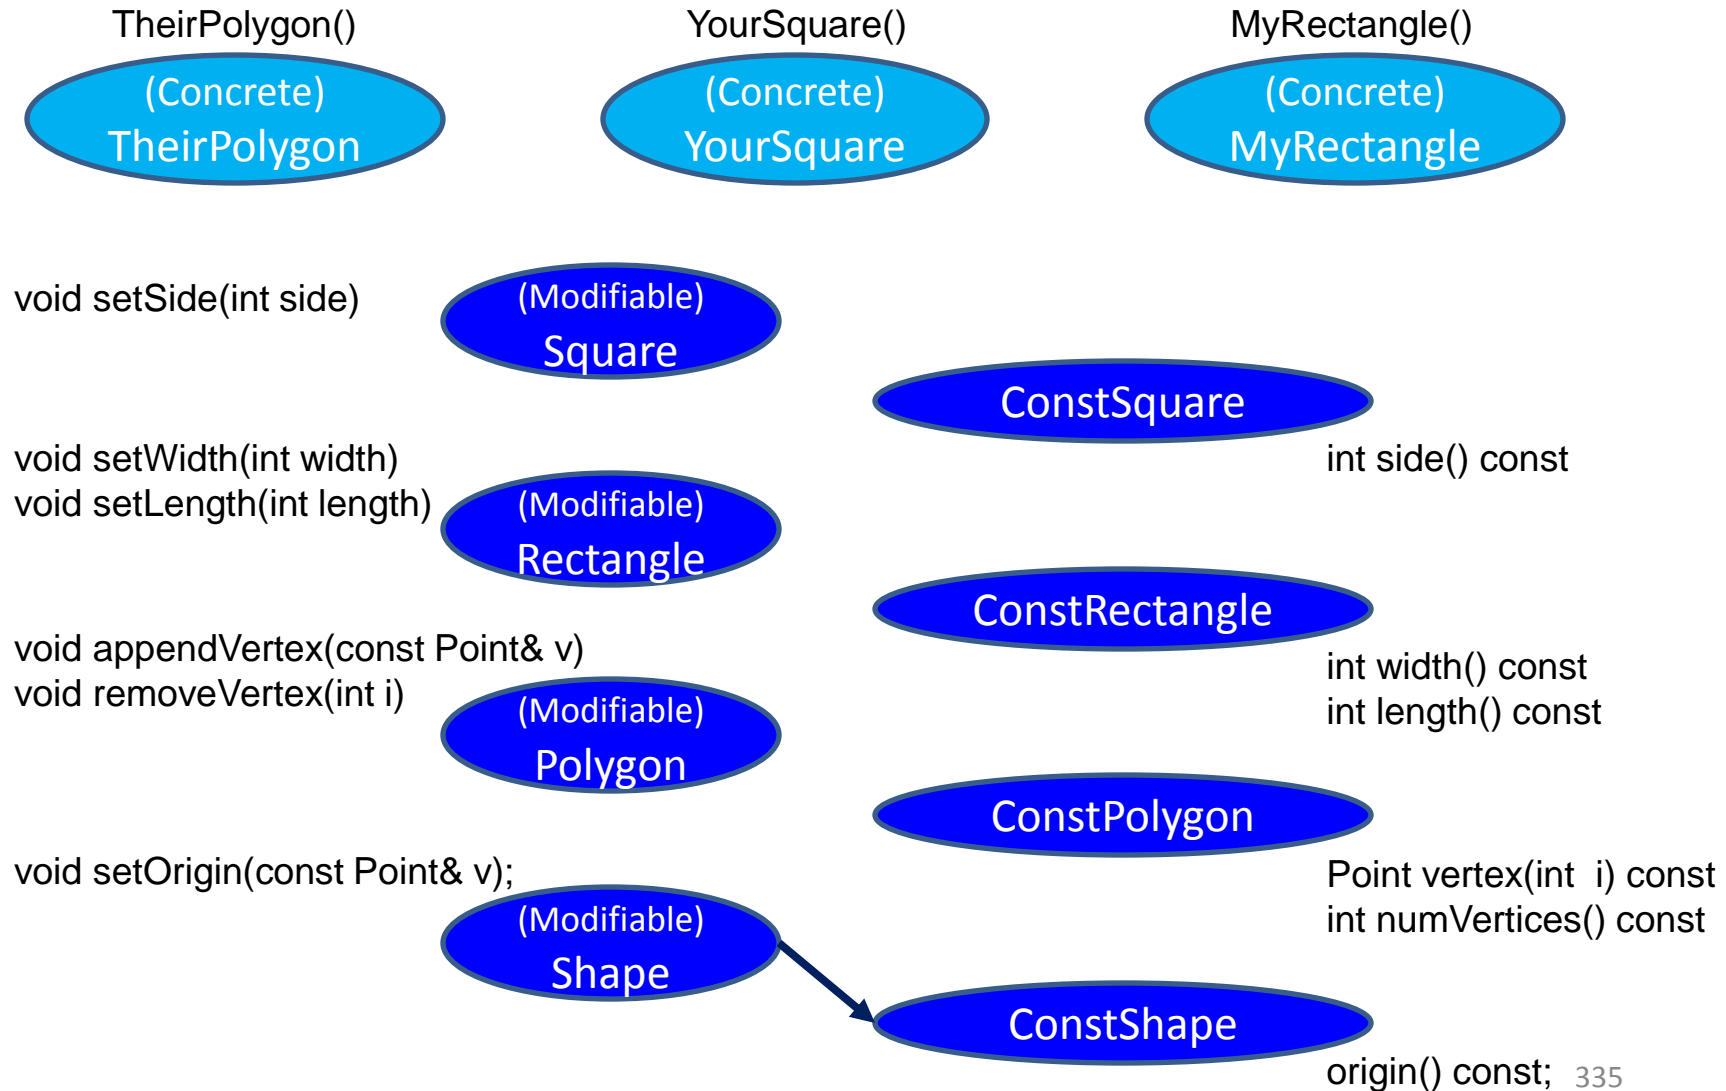 TheirPolygon()
YourSquare()
MyRectangle()
(Concrete)
TheirPolygon
(Concrete)
YourSquare
(Concrete)
MyRectangle
void setSide(int side)
(Modifiable)
Square
ConstSquare
int side() const
void setWidth(int width)
void setLength(int length)
(Modifiable)
Rectangle
ConstRectangle
int width() const
int length() const
void appendVertex(const Point& v)
void removeVertex(int i)
(Modifiable)
Polygon
ConstPolygon
Point vertex(int i) const
int numVertices() const
void setOrigin(const Point& v);
(Modifiable)
Shape
ConstShape
origin() const;
335